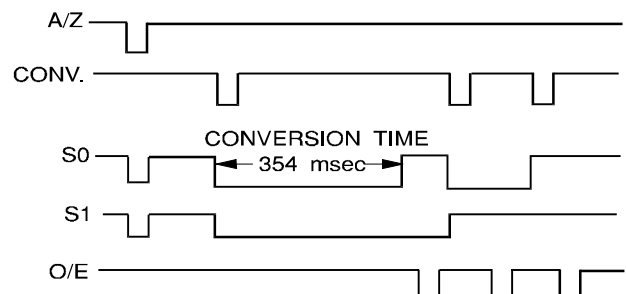 A/Z
CONV.
CONVERSION TIME
S0
354 msec
S1
O/E